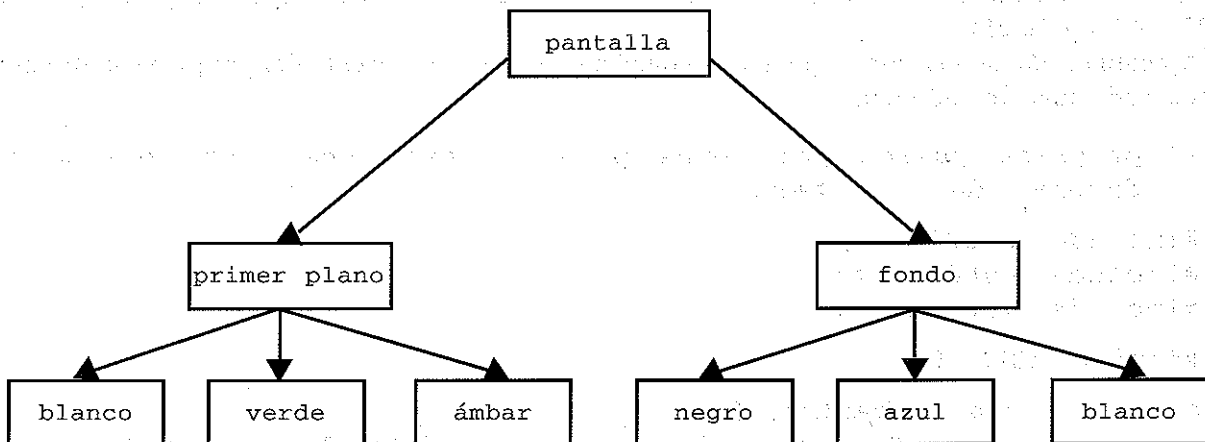 pantalla
primer plano
fondo
blanco
verde
ámbar
negro
azul
blanco